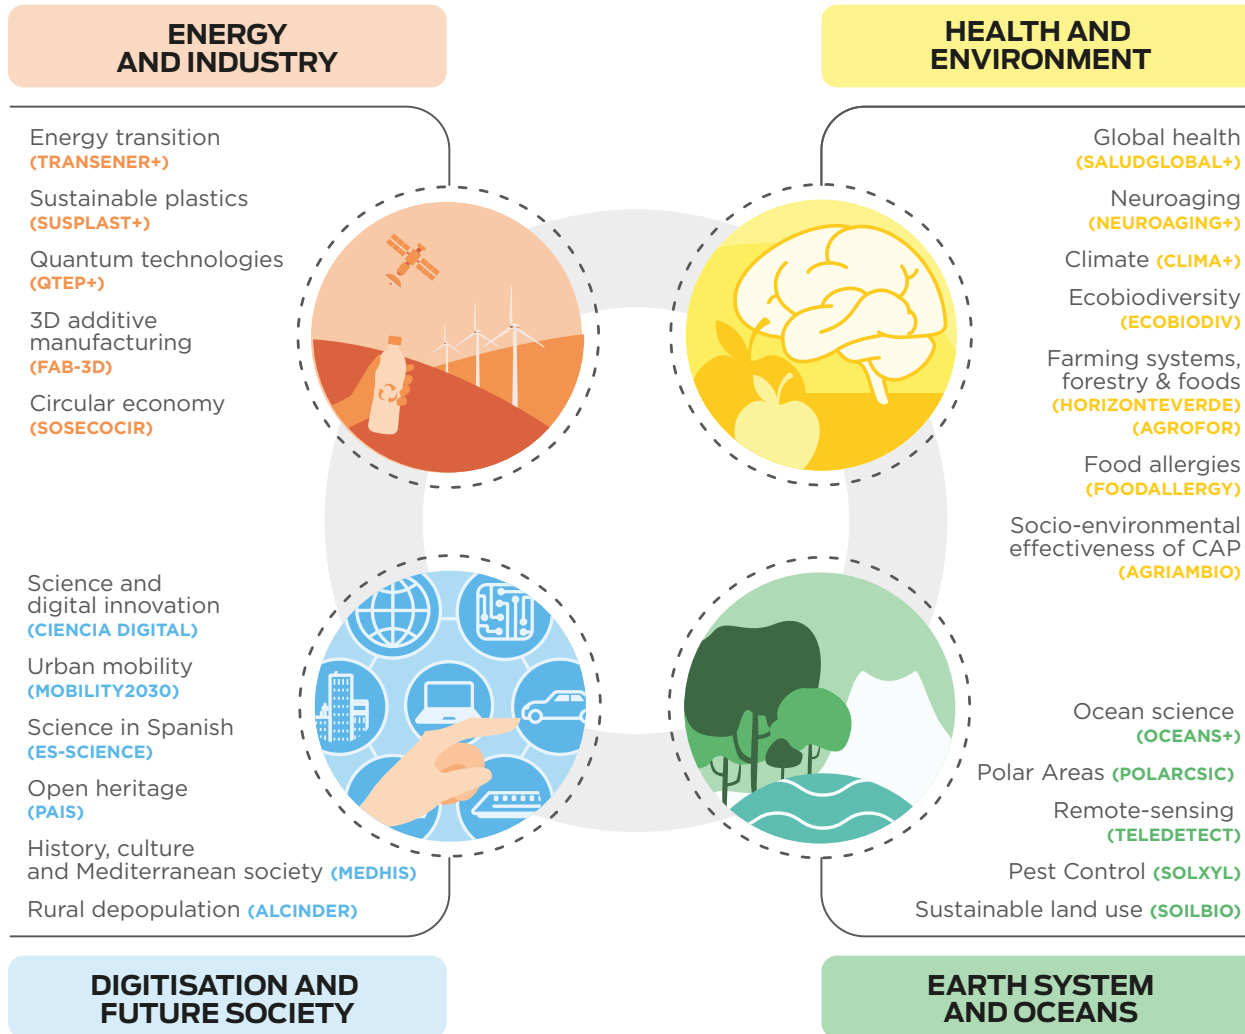 ENERGY
AND INDUSTRY
Energy transition
(TRANSENER+)
Sustainable plastics
(SUSPLAST+)
Quantum technologies
(QTEP+)
3D additive
manufacturing
(FAB-3D)
Circular economy
(SOSECOCIR)
HEALTH AND
ENVIRONMENT
Global health
(SALUDGLOBAL+)
Neuroaging
(NEUROAGING+)
Climate (CLIMA+)
Ecobiodiversity
(ECOBIODIV)
Farming systems,
forestry & foods
(HORIZONTEVERDE)
(AGROFOR)
Food allergies
(FOODALLERGY)
Socio-environmental
effectiveness of CAP
(AGRIAMBIO)
Science and
digital innovation
(CIENCIA DIGITAL)
Urban mobility
(MOBILITY2030)
Science in Spanish
(ES-SCIENCE)
Open heritage
(PAIS)
History, culture
and Mediterranean society (MEDHIS)
Rural depopulation (ALCINDER)
DIGITISATION AND
FUTURE SOCIETY
Ocean science
(OCEANS+)
Polar Areas (POLARCSIC)
Remote-sensing
(TELEDETECT)
Pest Control (SOLXYL)
Sustainable land use (SOILBIO)
EARTH SYSTEM
AND OCEANS